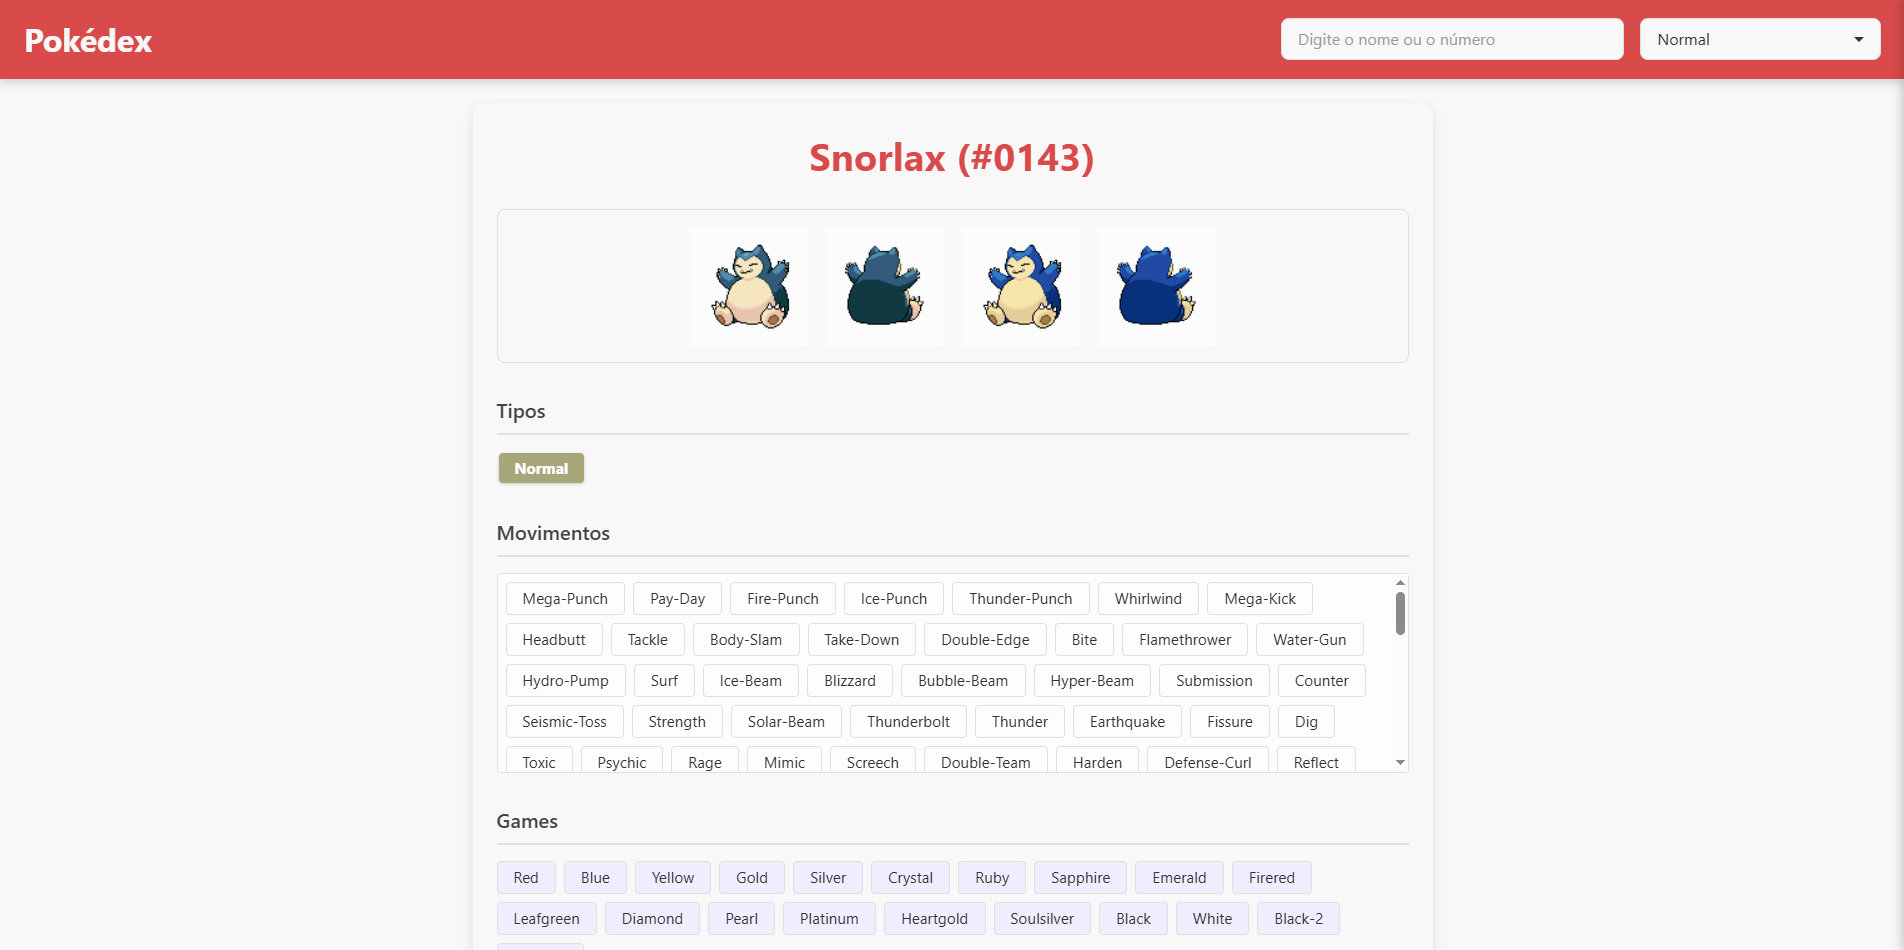 Pokédex
Digite o nome ou o número
Normal
Snorlax (#0143)
Tipos
Normal
Movimentos
Mega-Punch Pay-Day Fire-Punch Ice-Punch Thunder-Punch Whirlwind Mega-Kick
Headbutt Tackle Body-Slam Take-Down Double-Edge Bite Flamethrower Water-Gun
Hydro-Pump Surf Ice-Beam Blizzard Bubble-Beam Hyper-Beam Submission Counter
Seismic-Toss Strength Solar-Beam Thunderbolt Thunder Earthquake Fissure Dig
Toxic Psychic Rage Mimic Screech Double-Team Harden Defense-Curl Reflect
Games
Red Blue Yellow Gold Silver Crystal Ruby Sapphire Emerald Firered
Leafgreen Diamond Pearl Platinum Heartgold Soulsilver Black White Black-2